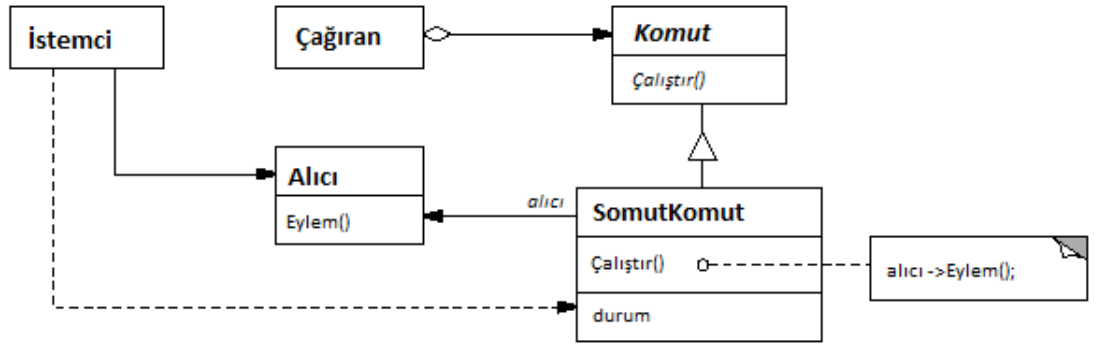 İstemci
Çağıran
Komut
Çalıştır()
Alıcı
Eylem()
alıcı
SomutKomut
Çalıştır()
durum
alıcı ->Eylem();